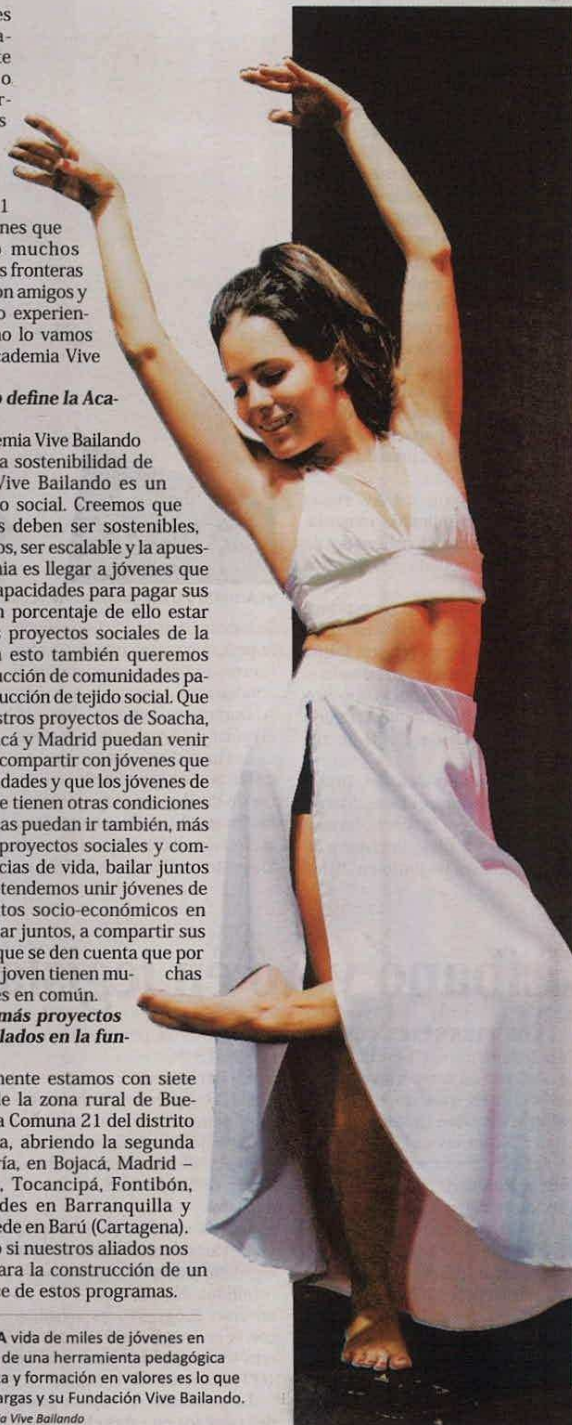 es
a-
te
o
r-
s
1
nes que
o muchos
s fronteras
on amigos y
o experien-
no lo vamos
cademia Vive
o define la Aca-
emia Vive Bailando
a sostenibilidad de
Vive Bailando es un
o social. Creemos que
s deben ser sostenibles,
os, ser escalable y la apues-
nia es llegar a jóvenes que
apacidades para pagar sus
n porcentaje de ello estar
s proyectos sociales de la
n esto también queremos
ucción de comunidades pa-
ucción de tejido social. Que
stros proyectos de Soacha,
cá y Madrid puedan venir
compartir con jóvenes que
idades y que los jóvenes de
e tienen otras condiciones
as puedan ir también, más
proyectos sociales y com-
cias de vida, bailar juntos
tendemos unir jóvenes de
tos socio-económicos en
ar juntos, a compartir sus
que se den cuenta que por
joven tienen mu- chas
es en común.
más proyectos
lados en la fun-
nente estamos con siete
de la zona rural de Bue-
a Comuna 21 del distrito
a, abriendo la segunda
ría, en Bojacá, Madrid –
, Tocancipá, Fontibón,
des en Barranquilla y
ede en Barú (Cartagena).
o si nuestros aliados nos
ara la construcción de un
ce de estos programas.
A vida de miles de jóvenes en
de una herramienta pedagógica
a y formación en valores es lo que
argas y su Fundación Vive Bailando.
a Vive Bailando